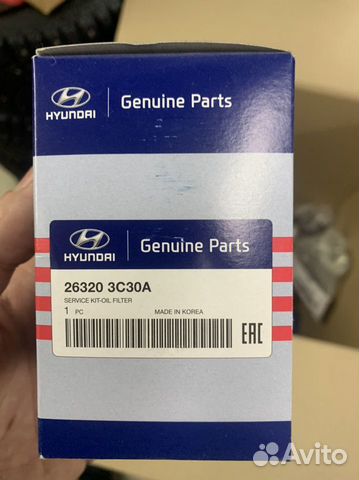 HYUNDAI
Genuine Parts
HYUNDAI
Genuine Parts
26320 3C30A
SERVICE KIT-OIL FILTER
1 PC MADE IN KOREA
EAC
Avito